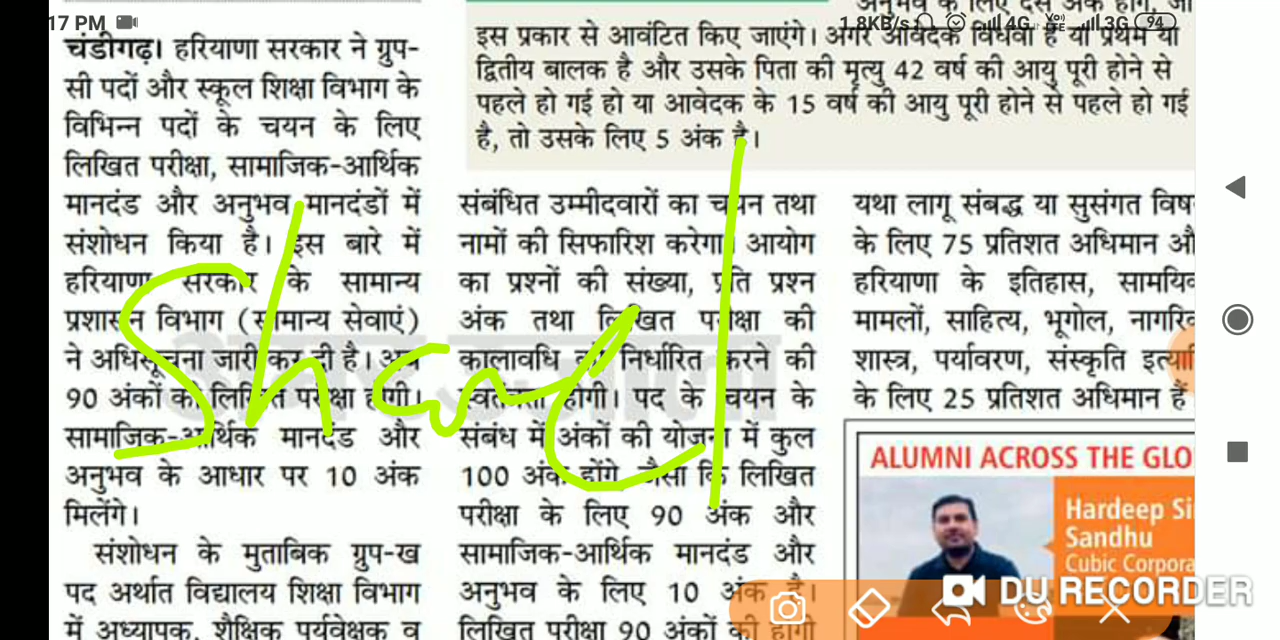 17 PM
1.8KB/s 4G 3G 94
इस प्रकार से आवंटित किए जाएंगे। अगर आवेदक विधवा है या प्रथम या
द्वितीय बालक है और उसके पिता की मृत्यु 42 वर्ष की आयु पूरी होने से
पहले हो गई हो या आवेदक के 15 वर्ष की आयु पूरी होने से पहले हो गई
है, तो उसके लिए 5 अंक है।
चंडीगढ़। हरियाणा सरकार ने ग्रुप-
सी पदों और स्कूल शिक्षा विभाग के
विभिन्न पदों के चयन के लिए
लिखित परीक्षा, सामाजिक-आर्थिक
मानदंड और अनुभव मानदंडों में
संशोधन किया है। इस बारे में
हरियाणा सरकार के सामान्य
प्रशासन विभाग (सामान्य सेवाएं)
ने अधिसूचना जारी कर दी है। अब
90 अंकों की लिखित परीक्षा होगी।
सामाजिक-आर्थिक मानदंड और
अनुभव के आधार पर 10 अंक
मिलेंगे।
संशोधन के मुताबिक ग्रुप-ख
पद अर्थात विद्यालय शिक्षा विभाग
में अध्यापक, शैक्षिक पर्यवेक्षक व
संबंधित उम्मीदवारों का चयन तथा
नामों की सिफारिश करेगा। आयोग
का प्रश्नों की संख्या, प्रति प्रश्न
अंक तथा लिखित परीक्षा की
कालावधि को निर्धारित करने की
स्वतंत्रता होगी। पद के चयन के
संबंध में अंकों की योजना में कुल
100 अंक होंगे, जैसा कि लिखित
परीक्षा के लिए 90 अंक और
सामाजिक-आर्थिक मानदंड और
अनुभव के लिए 10 अंक है।
लिखित परीक्षा 90 अंकों की होगी
यथा लागू संबद्ध या सुसंगत विष
के लिए 75 प्रतिशत अधिमान औ
हरियाणा के इतिहास, सामयिक
मामलों, साहित्य, भूगोल, नागरिक
शास्त्र, पर्यावरण, संस्कृति इत्यादि
के लिए 25 प्रतिशत अधिमान हैं
ALUMNI ACROSS THE GLO
Hardeep Si
Sandhu
Cubic Corpora
DU RECORDER